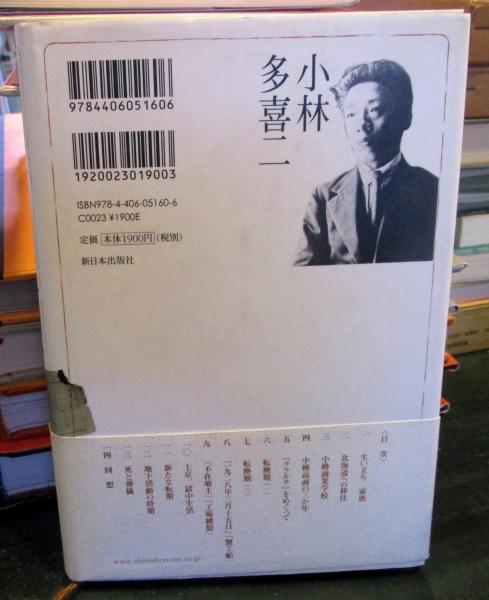 小林
多喜二
9784406051606
1920023019003
ISBN978-4-406-05160-6
C0023 ¥1900E
定価 本体1900円(税別)
新日本出版社
〈目 次〉
一 生い立ち、家族
二 北海道への移住
三 小樽商業学校
四 小樽高商の三か年
五 『クラルテ』をめぐって
六 転換期(一)
七 転換期(二)
八 「一九二八年三月十五日」「蟹工船」
九 「不在地主」「工場細胞」
一〇 上京、獄中生活
一一 新たな転期
一二 地下活動の時期
一三 死と葬儀
一四 回想
www.shinnihon-net.co.jp